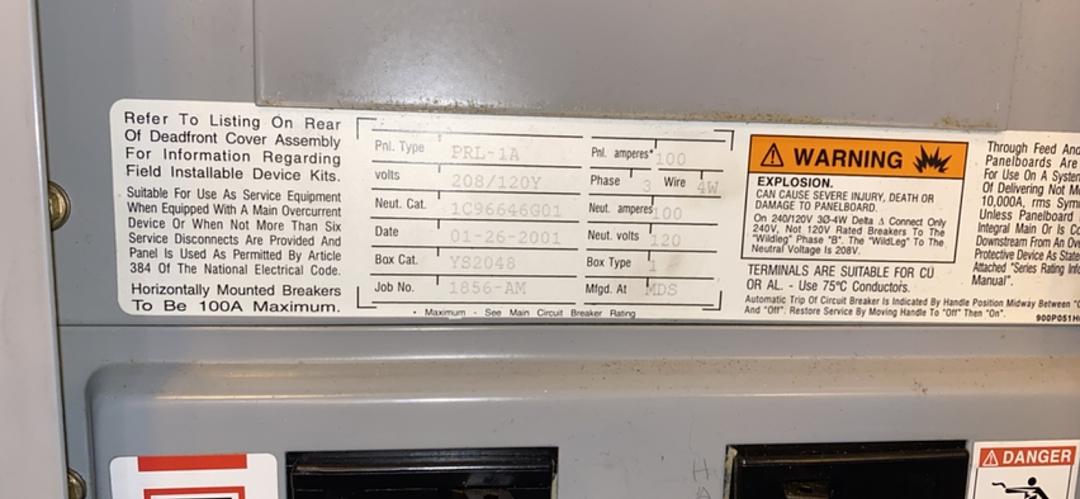 Refer To Listing On Rear
Of Deadfront Cover Assembly
For Information Regarding
Field Installable Device Kits.
Suitable For Use As Service Equipment
When Equipped With A Main Overcurrent
Device Or When Not More Than Six
Service Disconnects Are Provided And
Panel Is Used As Permitted By Article
384 Of The National Electrical Code.
Horizontally Mounted Breakers
To Be 100A Maximum.
Pnl. Type PRL-1A
volts 208/120Y
Neut. Cat. 1C96646G01
Date 01-26-2001
Box Cat. YS2048
Job No. 1856-AM
Pnl. amperes* 100
Phase 3 Wire 4W
Neut. amperes 100
Neut. volts 120
Box Type 1
Mfgd. At MDS
* Maximum - See Main Circuit Breaker Rating
⚠ WARNING
EXPLOSION.
CAN CAUSE SEVERE INJURY, DEATH OR
DAMAGE TO PANELBOARD.
On 240/120V 3Ø-4W Delta Δ Connect Only
240V, Not 120V Rated Breakers To The
"Wildleg" Phase "B". The "WildLeg" To The
Neutral Voltage Is 208V.
TERMINALS ARE SUITABLE FOR CU
OR AL. - Use 75°C Conductors.
Automatic Trip Of Circuit Breaker Is Indicated By Handle Position Midway Between
And "Off". Restore Service By Moving Handle To "Off" Then "On".
Through Feed And
Panelboards Are
For Use On A System
Of Delivering Not
10,000A, rms
Unless Panelboard
Integral Main Or Is
Downstream From An
Protective Device As
Attached "Series Rating
Manual".
900P051H
⚠ DANGER